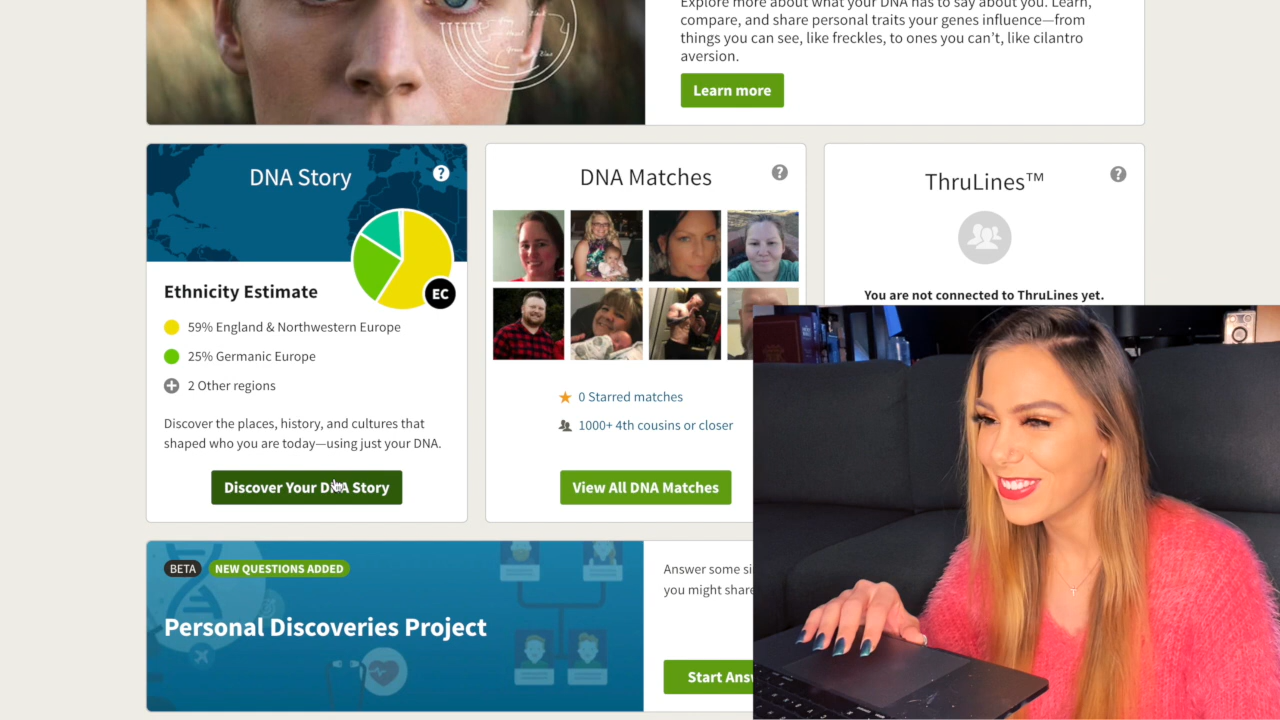 Explore more about what your DNA has to say about you. Learn,
compare, and share personal traits your genes influence—from
things you can see, like freckles, to ones you can't, like cilantro
aversion.
Learn more
DNA Story
?
EC
Ethnicity Estimate
59% England & Northwestern Europe
25% Germanic Europe
2 Other regions
Discover the places, history, and cultures that
shaped who you are today—using just your DNA.
Discover Your DNA Story
DNA Matches
?
0 Starred matches
1000+ 4th cousins or closer
View All DNA Matches
ThruLines™
?
You are not connected to ThruLines yet.
BETA
NEW QUESTIONS ADDED
Personal Discoveries Project
Answer some si
you might share
Start Ans